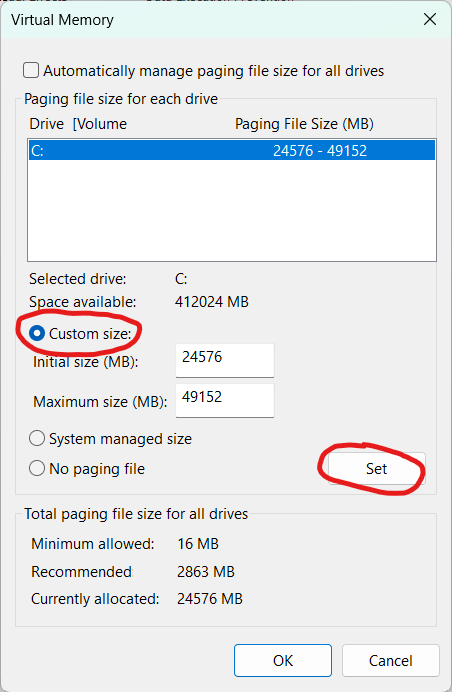 Virtual Memory
Automatically manage paging file size for all drives
Paging file size for each drive
Drive [Volume Paging File Size (MB)
C: 24576 - 49152
Selected drive: C:
Space available: 412024 MB
Custom size:
Initial size (MB): 24576
Maximum size (MB): 49152
System managed size
No paging file Set
Total paging file size for all drives
Minimum allowed: 16 MB
Recommended 2863 MB
Currently allocated: 24576 MB
OK Cancel